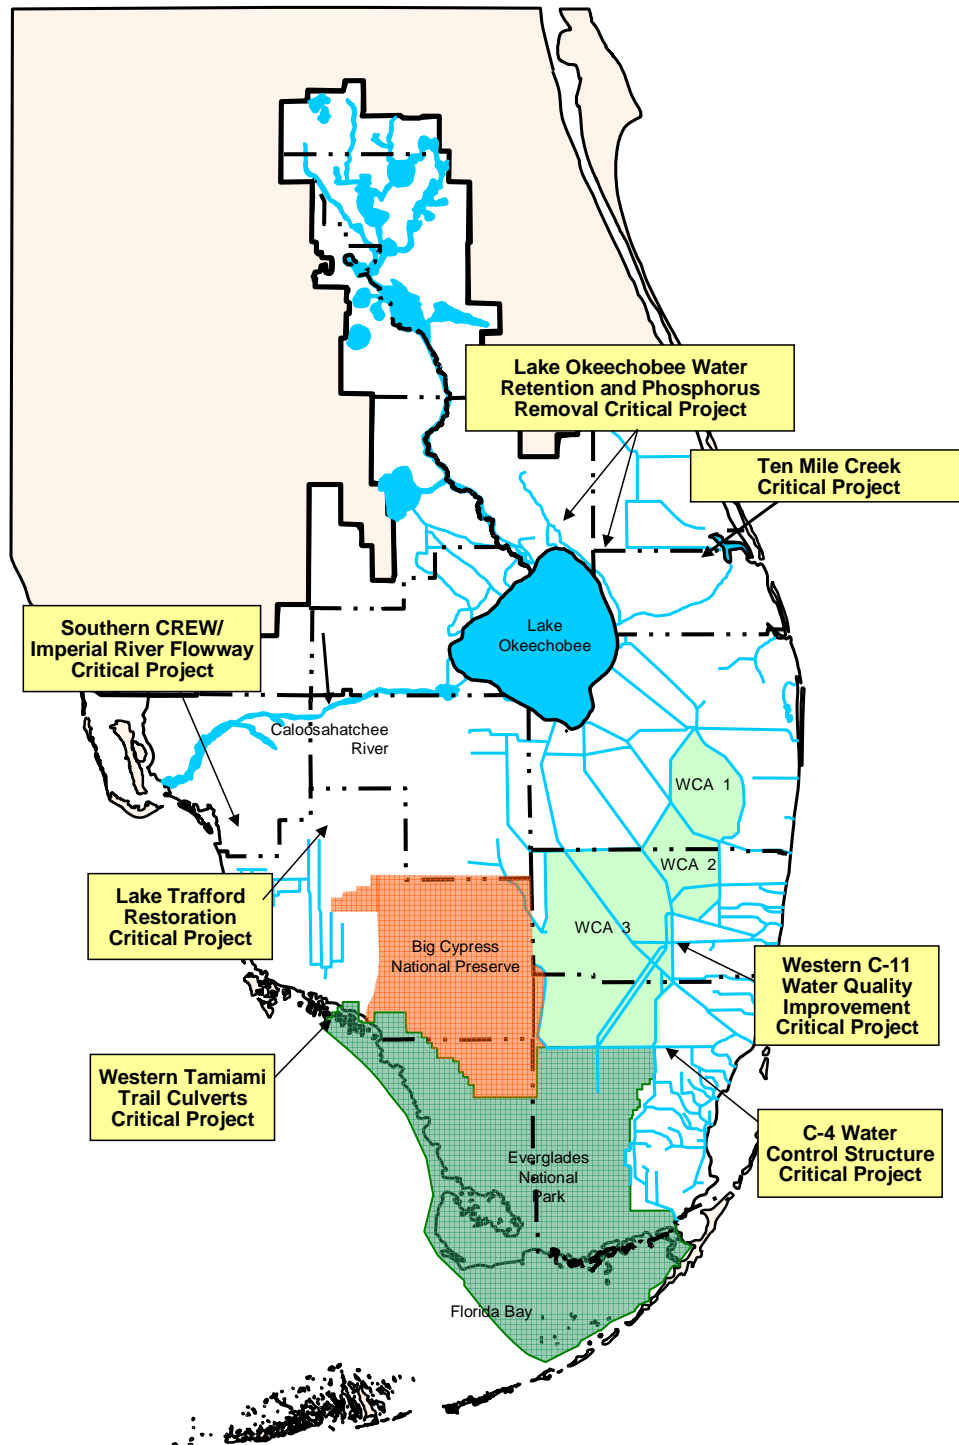 Lake Okeechobee Water
Retention and Phosphorus
Removal Critical Project
Ten Mile Creek
Critical Project
Southern CREW/
Imperial River Flowway
Critical Project
Lake
Okeechobee
Caloosahatchee
River
WCA 1
WCA 2
Lake Trafford
Restoration
Critical Project
WCA 3
Big Cypress
National Preserve
Western C-11
Water Quality
Improvement
Critical Project
Western Tamiami
Trail Culverts
Critical Project
C-4 Water
Control Structure
Critical Project
Everglades
National
Park
Florida Bay